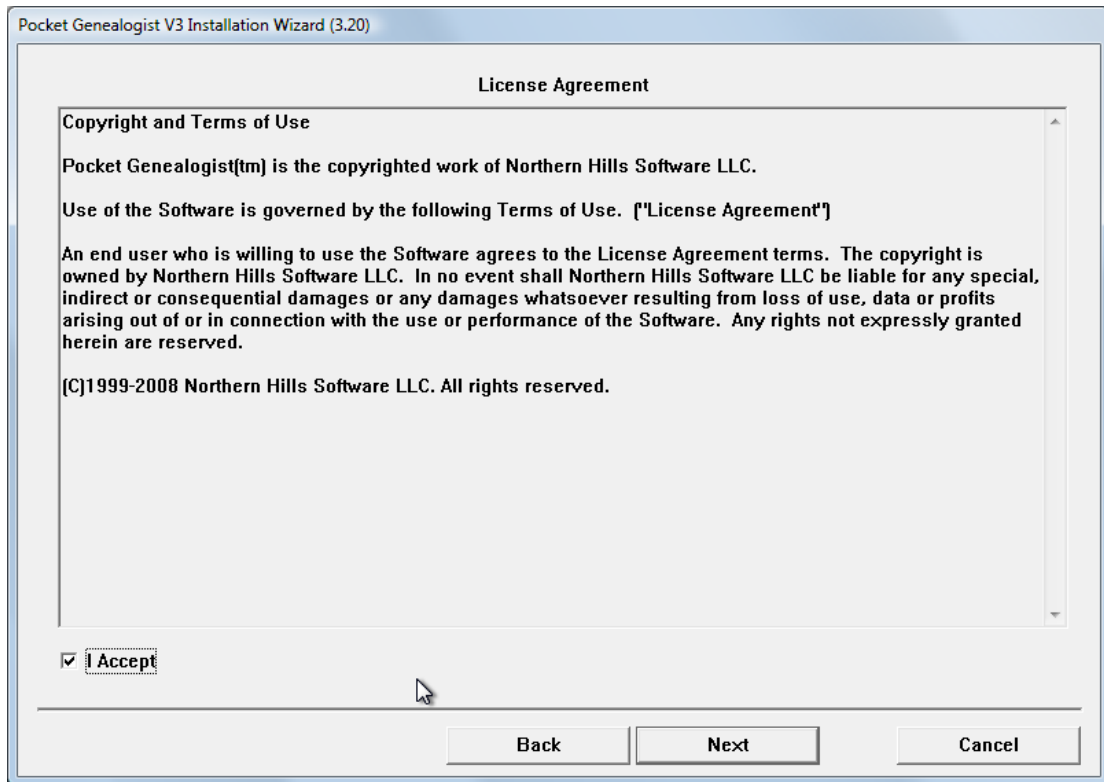 Pocket Genealogist V3 Installation Wizard (3.20)
License Agreement
Copyright and Terms of Use
Pocket Genealogist(tm) is the copyrighted work of Northern Hills Software LLC.
Use of the Software is governed by the following Terms of Use.  ("License Agreement")
An end user who is willing to use the Software agrees to the License Agreement terms.  The copyright is
owned by Northern Hills Software LLC.  In no event shall Northern Hills Software LLC be liable for any special,
indirect or consequential damages or any damages whatsoever resulting from loss of use, data or profits
arising out of or in connection with the use or performance of the Software.  Any rights not expressly granted
herein are reserved.
(C)1999-2008 Northern Hills Software LLC. All rights reserved.
I Accept
Back
Next
Cancel